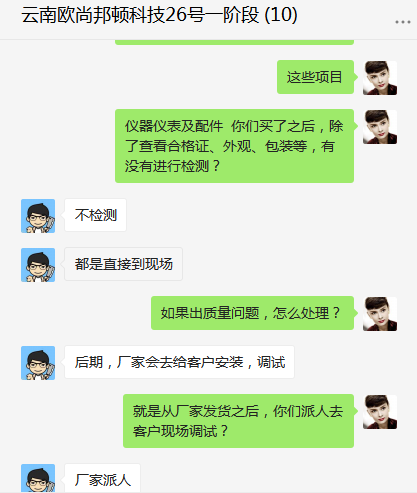 云南欧尚邦顿科技26号一阶段 (10)
这些项目
仪器仪表及配件  你们买了之后，除
了查看合格证、外观、包装等，有
没有进行检测？
不检测
都是直接到现场
如果出质量问题，怎么处理？
后期，厂家会去给客户安装，调试
就是从厂家发货之后，你们派人去
客户现场调试？
厂家派人